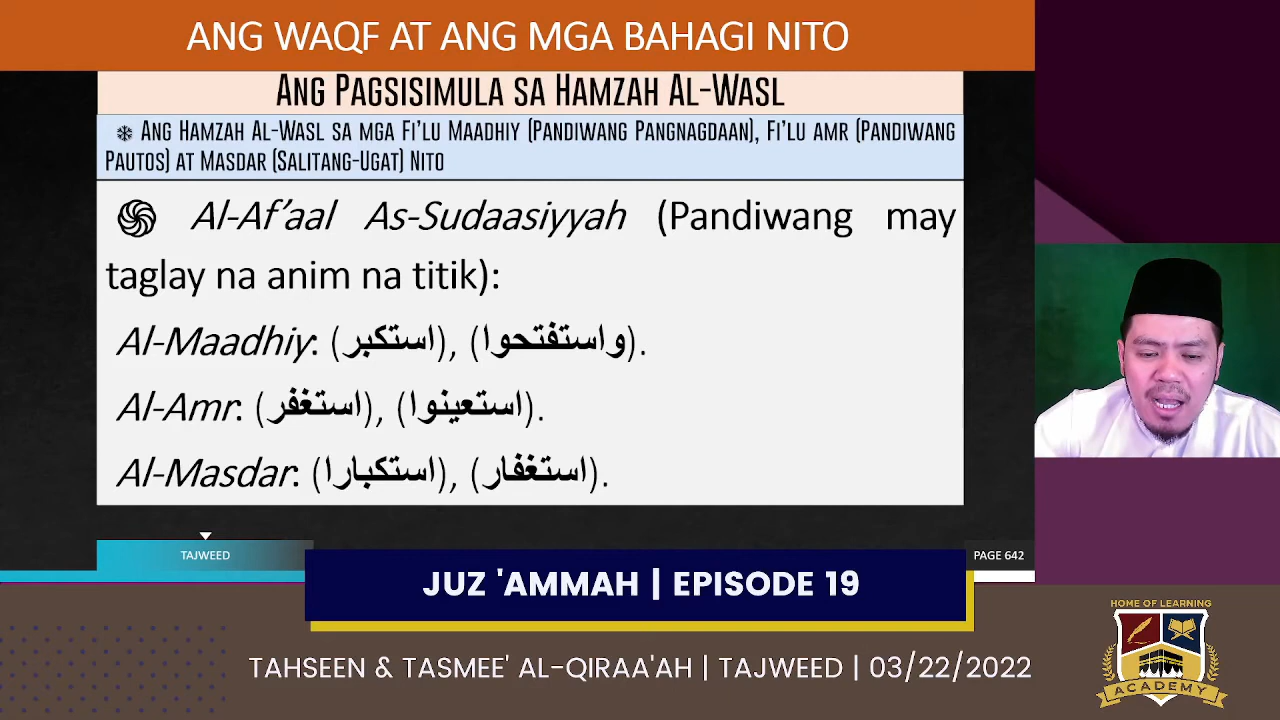 ANG WAQF AT ANG MGA BAHAGI NITO
ANG PAGSISIMULA SA HAMZAH AL-WASL
❄ ANG HAMZAH AL-WASL SA MGA FI'LU MAADHIY (PANDIWANG PANGNAGDAAN), FI'LU AMR (PANDIWANG
PAUTOS) AT MASDAR (SALITANG-UGAT) NITO
Al-Af'aal As-Sudaasiyyah (Pandiwang may
taglay na anim na titik):
Al-Maadhiy: (استكبر), (واستفتحوا).
Al-Amr: (استغفر), (استعينوا).
Al-Masdar: (استكبارا), (استغفار).
TAJWEED
PAGE 642
JUZ 'AMMAH | EPISODE 19
TAHSEEN & TASMEE' AL-QIRAA'AH | TAJWEED | 03/22/2022
HOME OF LEARNING
ACADEMY